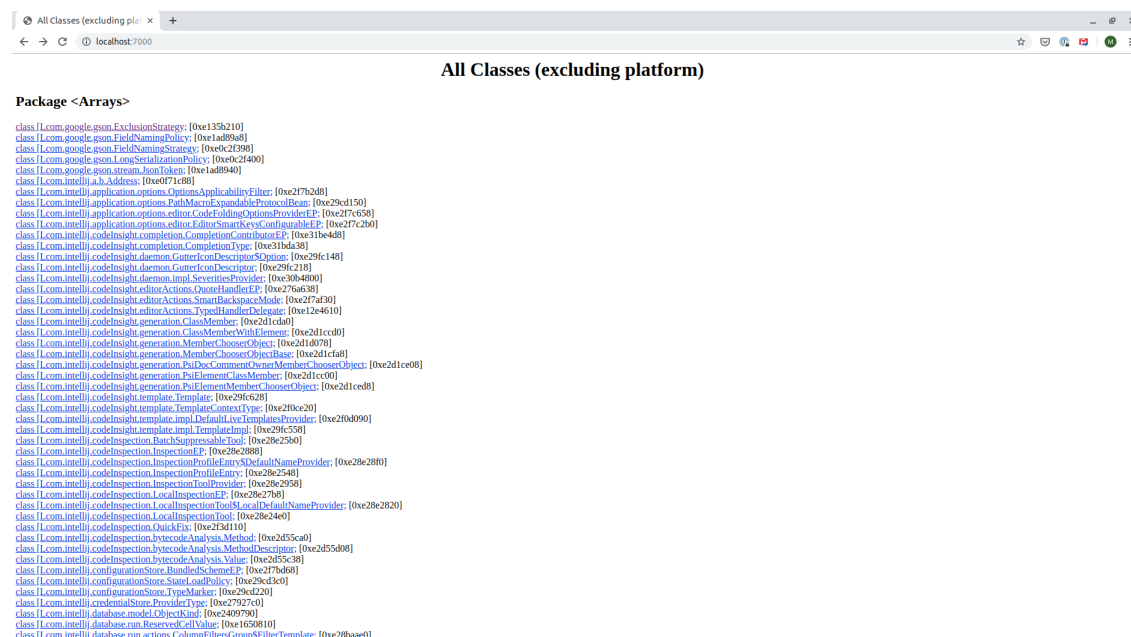 All Classes (excluding pla
localhost:7000
All Classes (excluding platform)
Package <Arrays>
class [Lcom.google.gson.ExclusionStrategy; [0xe135b210]
class [Lcom.google.gson.FieldNamingPolicy; [0xe1ad89a8]
class [Lcom.google.gson.FieldNamingStrategy; [0xe0c2f398]
class [Lcom.google.gson.LongSerializationPolicy; [0xe0c2f400]
class [Lcom.google.gson.stream.JsonToken; [0xe1ad8940]
class [Lcom.intellij.a.b.Address; [0xe0f71c88]
class [Lcom.intellij.application.options.OptionsApplicabilityFilter; [0xe2f7b2d8]
class [Lcom.intellij.application.options.PathMacroExpandableProtocolBean; [0xe29cd150]
class [Lcom.intellij.application.options.editor.CodeFoldingOptionsProviderEP; [0xe2f7c658]
class [Lcom.intellij.application.options.editor.EditorSmartKeysConfigurableEP; [0xe2f7c2b0]
class [Lcom.intellij.codeInsight.completion.CompletionContributorEP; [0xe31be4d8]
class [Lcom.intellij.codeInsight.completion.CompletionType; [0xe31bda38]
class [Lcom.intellij.codeInsight.daemon.GutterIconDescriptor$Option; [0xe29fc148]
class [Lcom.intellij.codeInsight.daemon.GutterIconDescriptor; [0xe29fc218]
class [Lcom.intellij.codeInsight.daemon.impl.SeveritiesProvider; [0xe30b4800]
class [Lcom.intellij.codeInsight.editorActions.QuoteHandlerEP; [0xe276a638]
class [Lcom.intellij.codeInsight.editorActions.SmartBackspaceMode; [0xe2f7af30]
class [Lcom.intellij.codeInsight.editorActions.TypedHandlerDelegate; [0xe12e4610]
class [Lcom.intellij.codeInsight.generation.ClassMember; [0xe2d1cda0]
class [Lcom.intellij.codeInsight.generation.ClassMemberWithElement; [0xe2d1ccd0]
class [Lcom.intellij.codeInsight.generation.MemberChooserObject; [0xe2d1d078]
class [Lcom.intellij.codeInsight.generation.MemberChooserObjectBase; [0xe2d1cfa8]
class [Lcom.intellij.codeInsight.generation.PsiDocCommentOwnerMemberChooserObject; [0xe2d1ce08]
class [Lcom.intellij.codeInsight.generation.PsiElementClassMember; [0xe2d1cc00]
class [Lcom.intellij.codeInsight.generation.PsiElementMemberChooserObject; [0xe2d1ced8]
class [Lcom.intellij.codeInsight.template.Template; [0xe29fc628]
class [Lcom.intellij.codeInsight.template.TemplateContextType; [0xe2f0ce20]
class [Lcom.intellij.codeInsight.template.impl.DefaultLiveTemplatesProvider; [0xe2f0d090]
class [Lcom.intellij.codeInsight.template.impl.TemplateImpl; [0xe29fc558]
class [Lcom.intellij.codeInspection.BatchSuppressableTool; [0xe28e25b0]
class [Lcom.intellij.codeInspection.InspectionEP; [0xe28e2888]
class [Lcom.intellij.codeInspection.InspectionProfileEntry$DefaultNameProvider; [0xe28e28f0]
class [Lcom.intellij.codeInspection.InspectionProfileEntry; [0xe28e2548]
class [Lcom.intellij.codeInspection.InspectionToolProvider; [0xe28e2958]
class [Lcom.intellij.codeInspection.LocalInspectionEP; [0xe28e27b8]
class [Lcom.intellij.codeInspection.LocalInspectionTool$LocalDefaultNameProvider; [0xe28e2820]
class [Lcom.intellij.codeInspection.LocalInspectionTool; [0xe28e24e0]
class [Lcom.intellij.codeInspection.QuickFix; [0xe2f3d110]
class [Lcom.intellij.codeInspection.bytecodeAnalysis.Method; [0xe2d55ca0]
class [Lcom.intellij.codeInspection.bytecodeAnalysis.MethodDescriptor; [0xe2d55d08]
class [Lcom.intellij.codeInspection.bytecodeAnalysis.Value; [0xe2d55c38]
class [Lcom.intellij.configurationStore.BundledSchemeEP; [0xe2f7bd68]
class [Lcom.intellij.configurationStore.StateLoadPolicy; [0xe29cd3c0]
class [Lcom.intellij.configurationStore.TypeMarker; [0xe29cd220]
class [Lcom.intellij.credentialStore.ProviderType; [0xe27927c0]
class [Lcom.intellij.database.model.ObjectKind; [0xe2409790]
class [Lcom.intellij.database.run.ReservedCellValue; [0xe1650810]
class [Lcom.intellij.database.run.actions.ColumnFiltersGroup$FilterTemplate; [0xe28baae0]